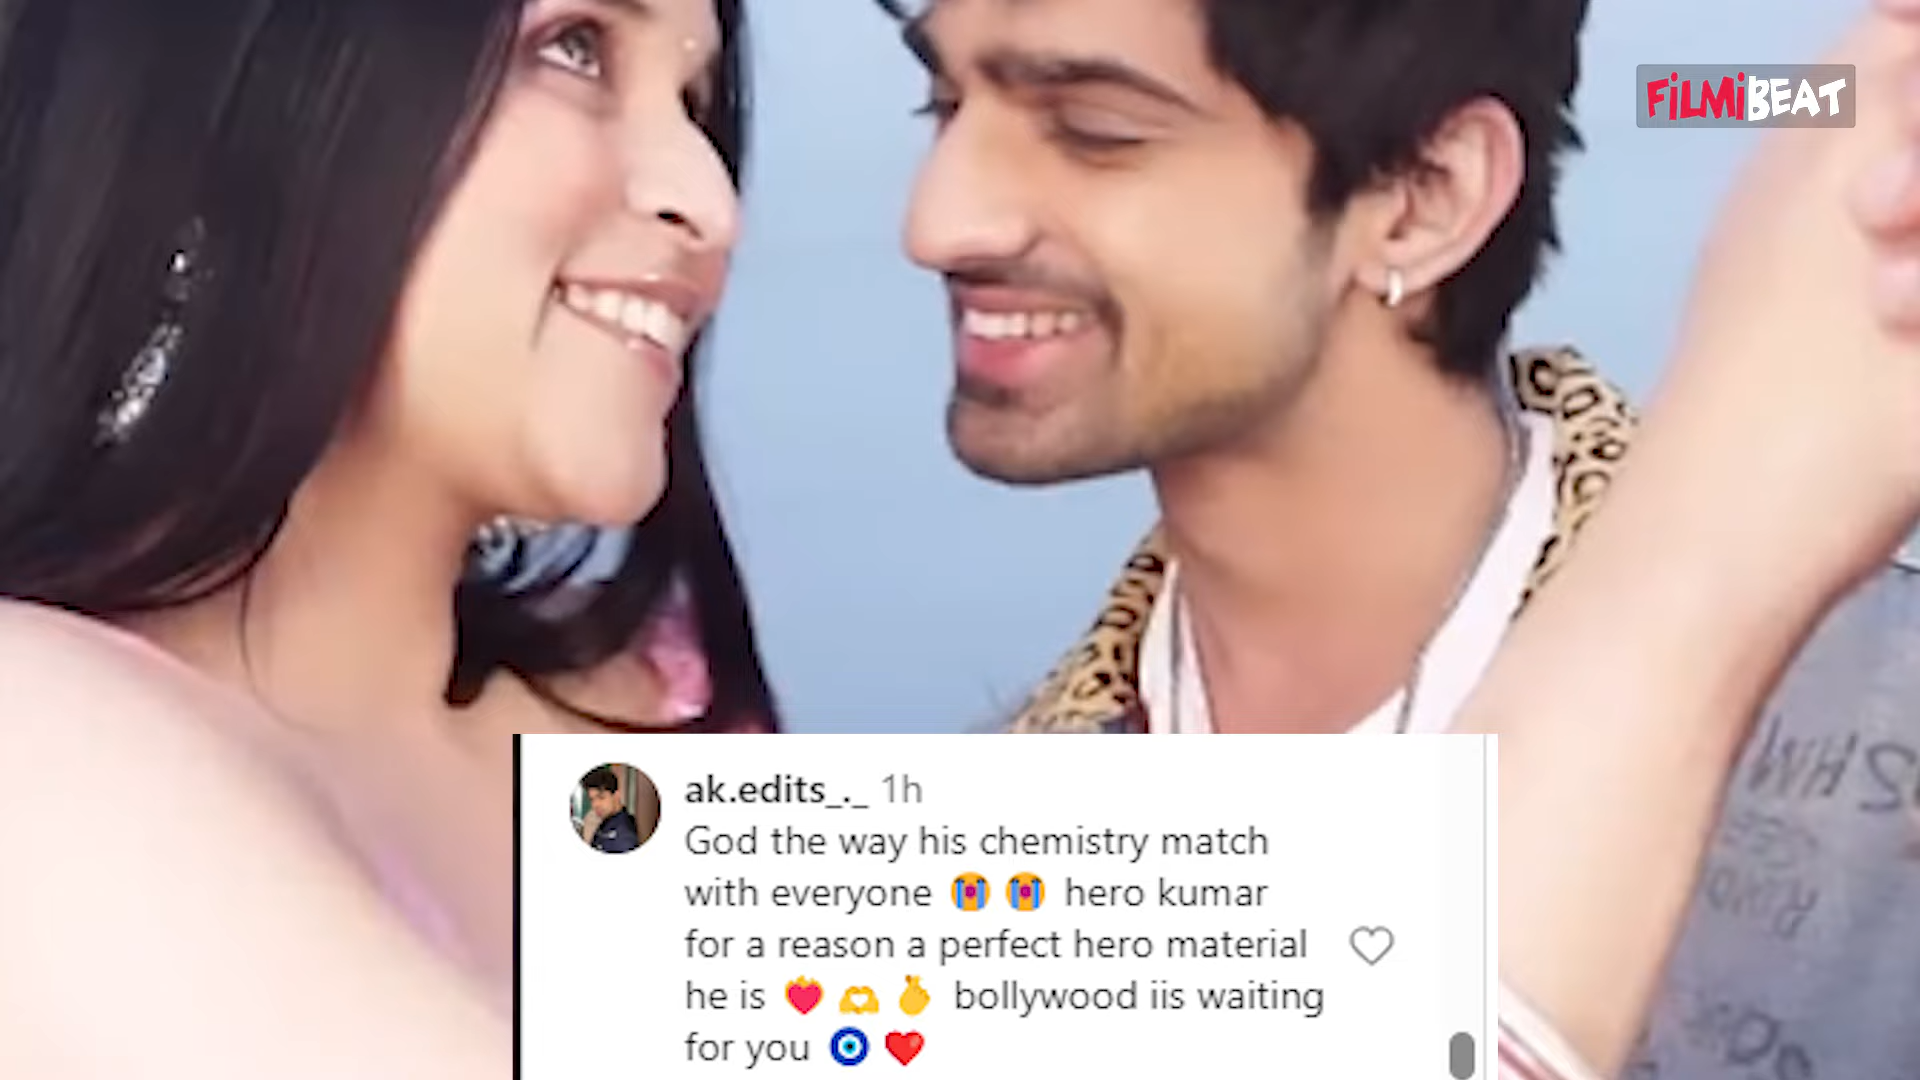 FILMIBEAT
ak.edits_._ 1h
God the way his chemistry match
with everyone 😭 😭 hero kumar
for a reason a perfect hero material
he is ❤️‍🔥 🫶 🫰 bollywood iis waiting
for you 🧿 ❤️